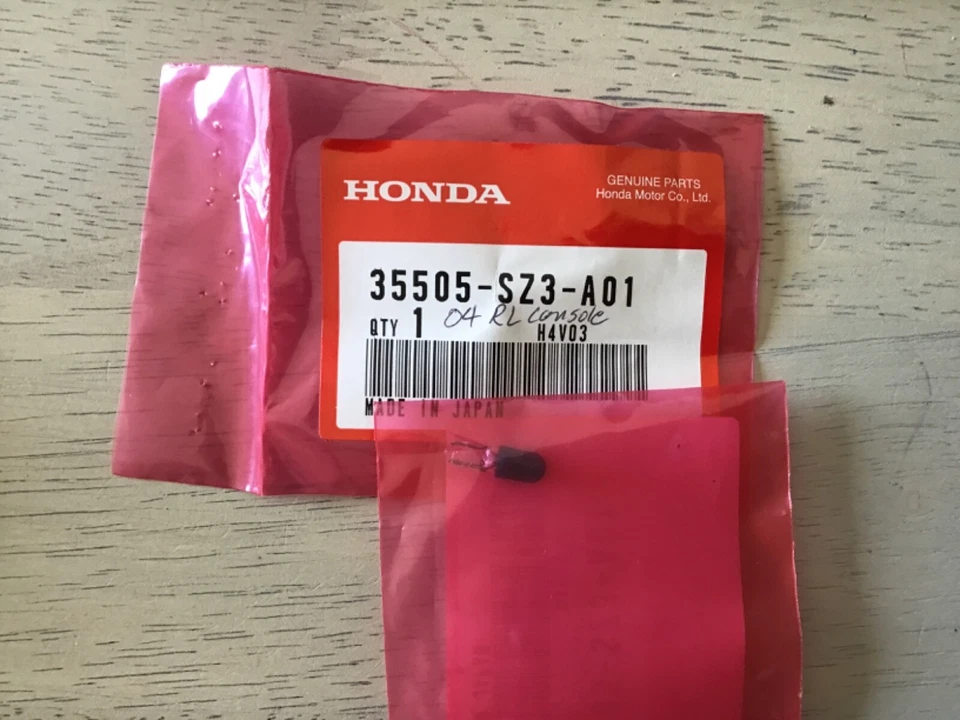 HONDA
GENUINE PARTS
Honda Motor Co., Ltd.
35505-SZ3-A01
04 RL console
QTY 1
H4V03
MADE IN JAPAN